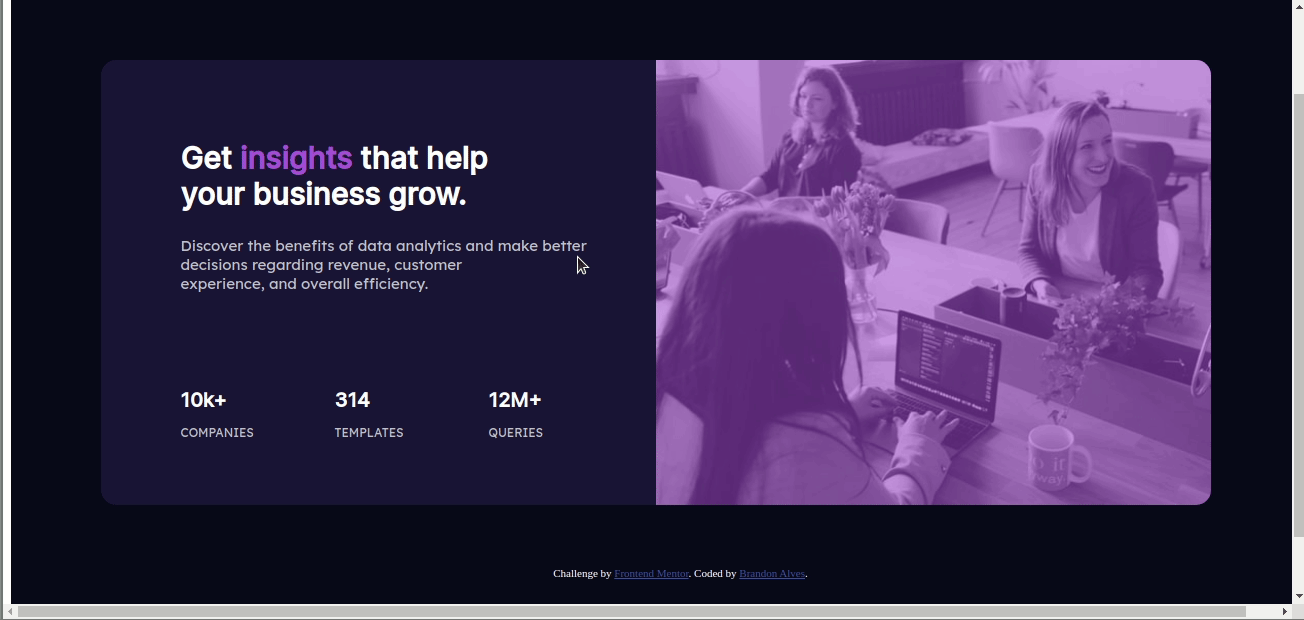 Get insights that help
your business grow.
Discover the benefits of data analytics and make better
decisions regarding revenue, customer
experience, and overall efficiency.
10k+ 314 12M+
COMPANIES TEMPLATES QUERIES
Challenge by Frontend Mentor. Coded by Brandon Alves.